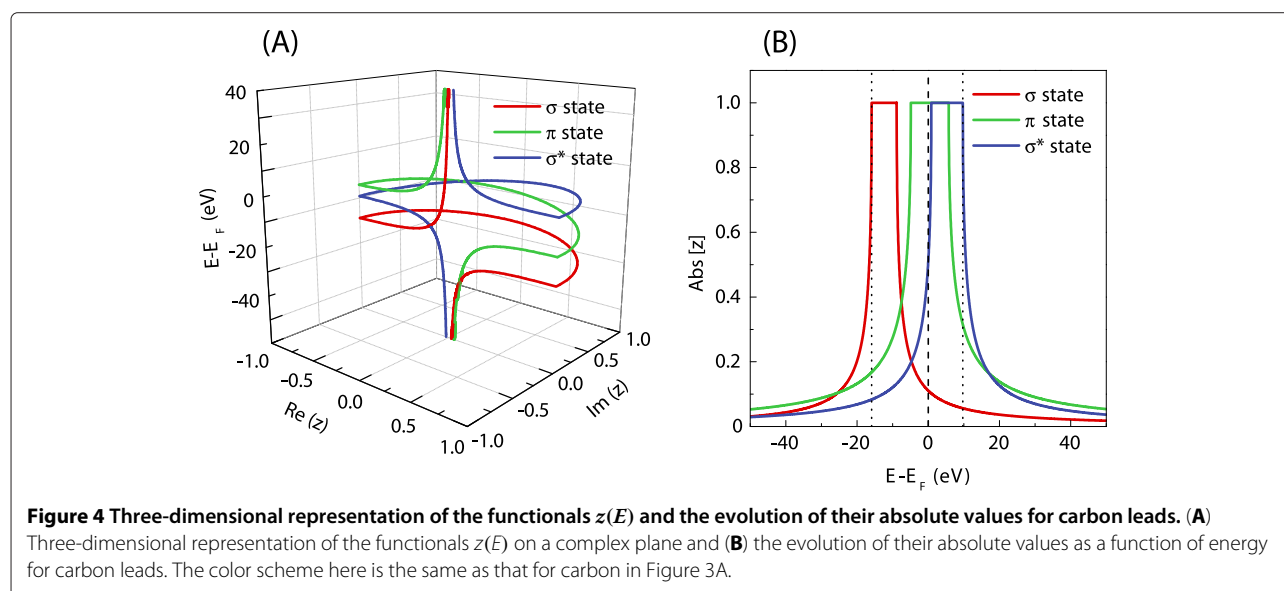 (A)
40
20
0
-20
-40
E-E F (eV)
-1.0
-0.5
0.0
0.5
1.0
Re (z)
-1.0
-0.5
0.0
0.5
1.0
Im (z)
σ state
π state
σ* state
(B)
1.0
0.8
0.6
0.4
0.2
0
Abs [z]
-40
-20
0
20
40
E-E F (eV)
σ state
π state
σ* state
Figure 4 Three-dimensional representation of the functionals z(E) and the evolution of their absolute values for carbon leads. (A)
Three-dimensional representation of the functionals z(E) on a complex plane and (B) the evolution of their absolute values as a function of energy
for carbon leads. The color scheme here is the same as that for carbon in Figure 3A.